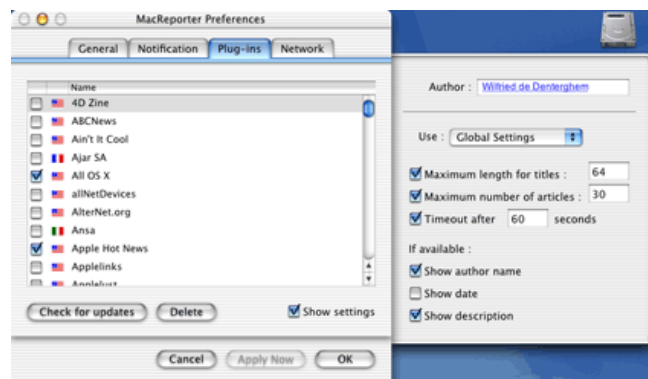 MacReporter Preferences
General Notification Plug-ins Network
Name
4D Zine
ABCNews
Ain't It Cool
Ajar SA
All OS X
allNetDevices
AlterNet.org
Ansa
Apple Hot News
Applelinks
Applelust
Check for updates Delete Show settings
Cancel Apply Now OK
Author : Wilfried de Denterghem
Use : Global Settings
Maximum length for titles : 64
Maximum number of articles : 30
Timeout after 60 seconds
If available :
Show author name
Show date
Show description